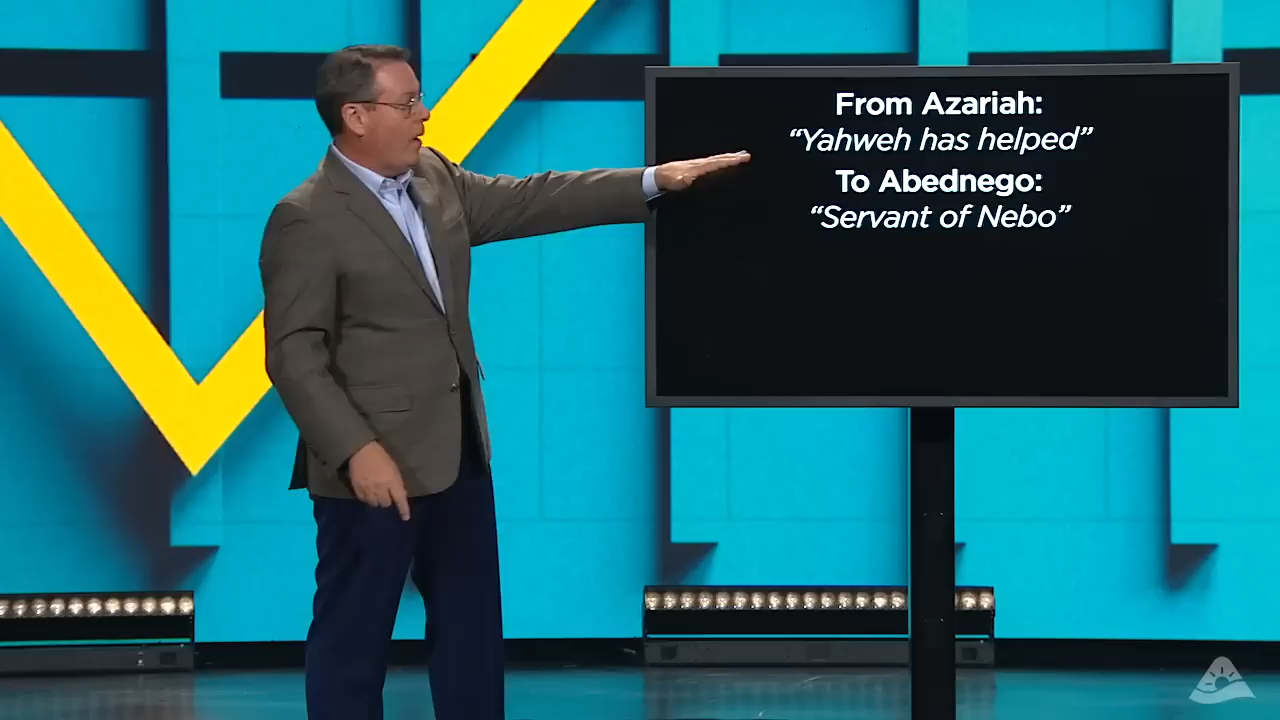 From Azariah:
“Yahweh has helped”
To Abednego:
“Servant of Nebo”